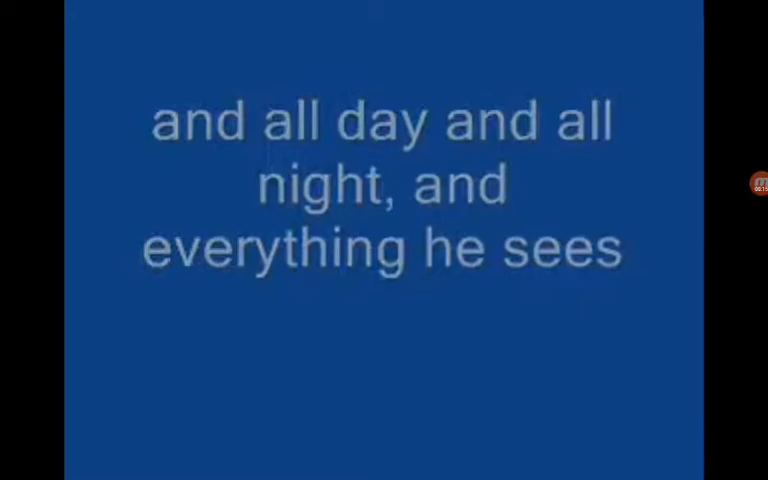 and all day and all
night, and
everything he sees